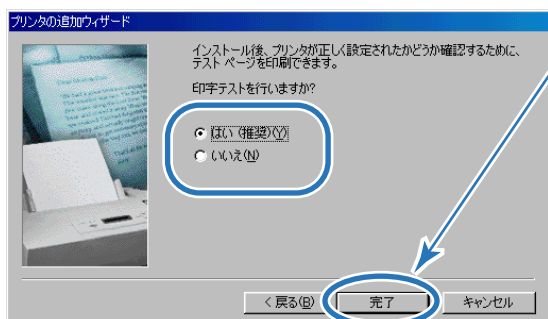 プリンタの追加ウィザード
インストール後、プリンタが正しく設定されたかどうか確認するために、
テスト ページを印刷できます。
印字テストを行いますか?
はい (推奨)(Y)
いいえ(N)
< 戻る(B)
完了
キャンセル